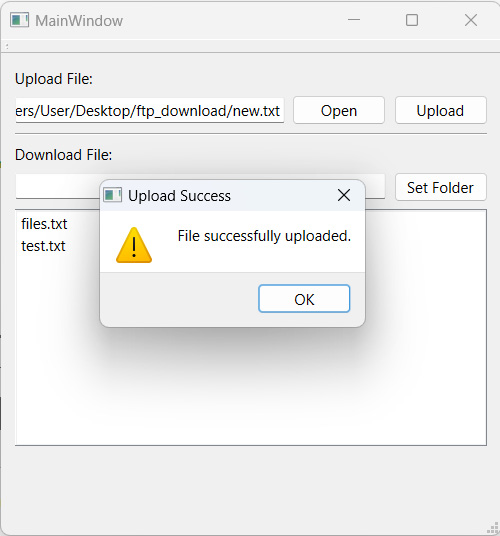 MainWindow
Upload File:
ers/User/Desktop/ftp_download/new.txt Open Upload
Download File:
Set Folder
Upload Success
files.txt
test.txt
File successfully uploaded.
OK